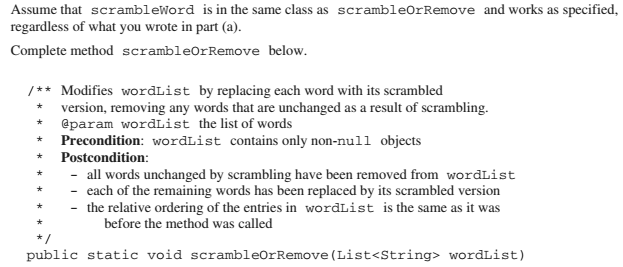 Assume that scrambleWord is in the same class as scrambleOrRemove and works as specified,
regardless of what you wrote in part (a).
Complete method scrambleOrRemove below.
/** Modifies wordList by replacing each word with its scrambled
* version, removing any words that are unchanged as a result of scrambling.
* @param wordList the list of words
* Precondition: wordList contains only non-null objects
* Postcondition:
* - all words unchanged by scrambling have been removed from wordList
* - each of the remaining words has been replaced by its scrambled version
* - the relative ordering of the entries in wordList is the same as it was
* before the method was called
*/
public static void scrambleOrRemove(List<String> wordList)